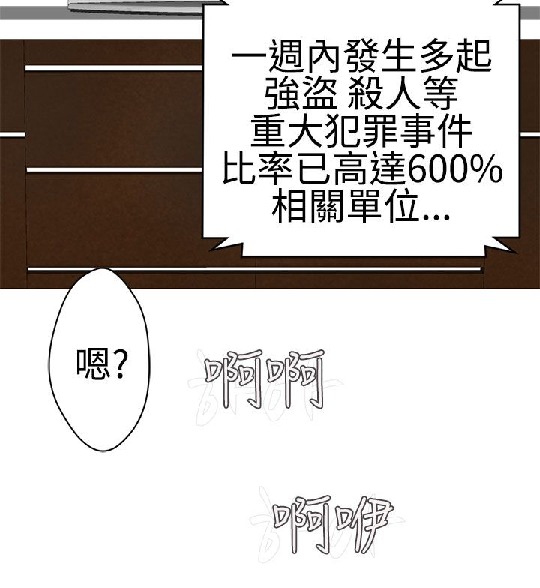 一週內發生多起
強盜 殺人等
重大犯罪事件
比率已高達600%
相關單位...
嗯?
啊啊
啊咿